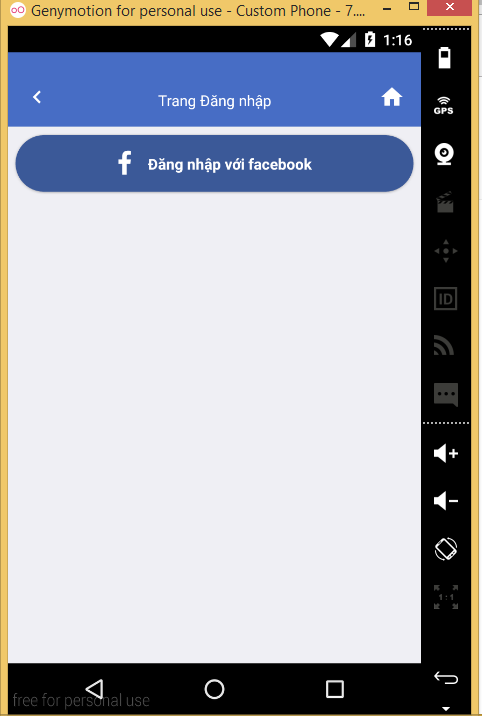 Genymotion for personal use - Custom Phone - 7....
1:16
Trang Đăng nhập
GPS
Đăng nhập với facebook
ID
1:1
free for personal use